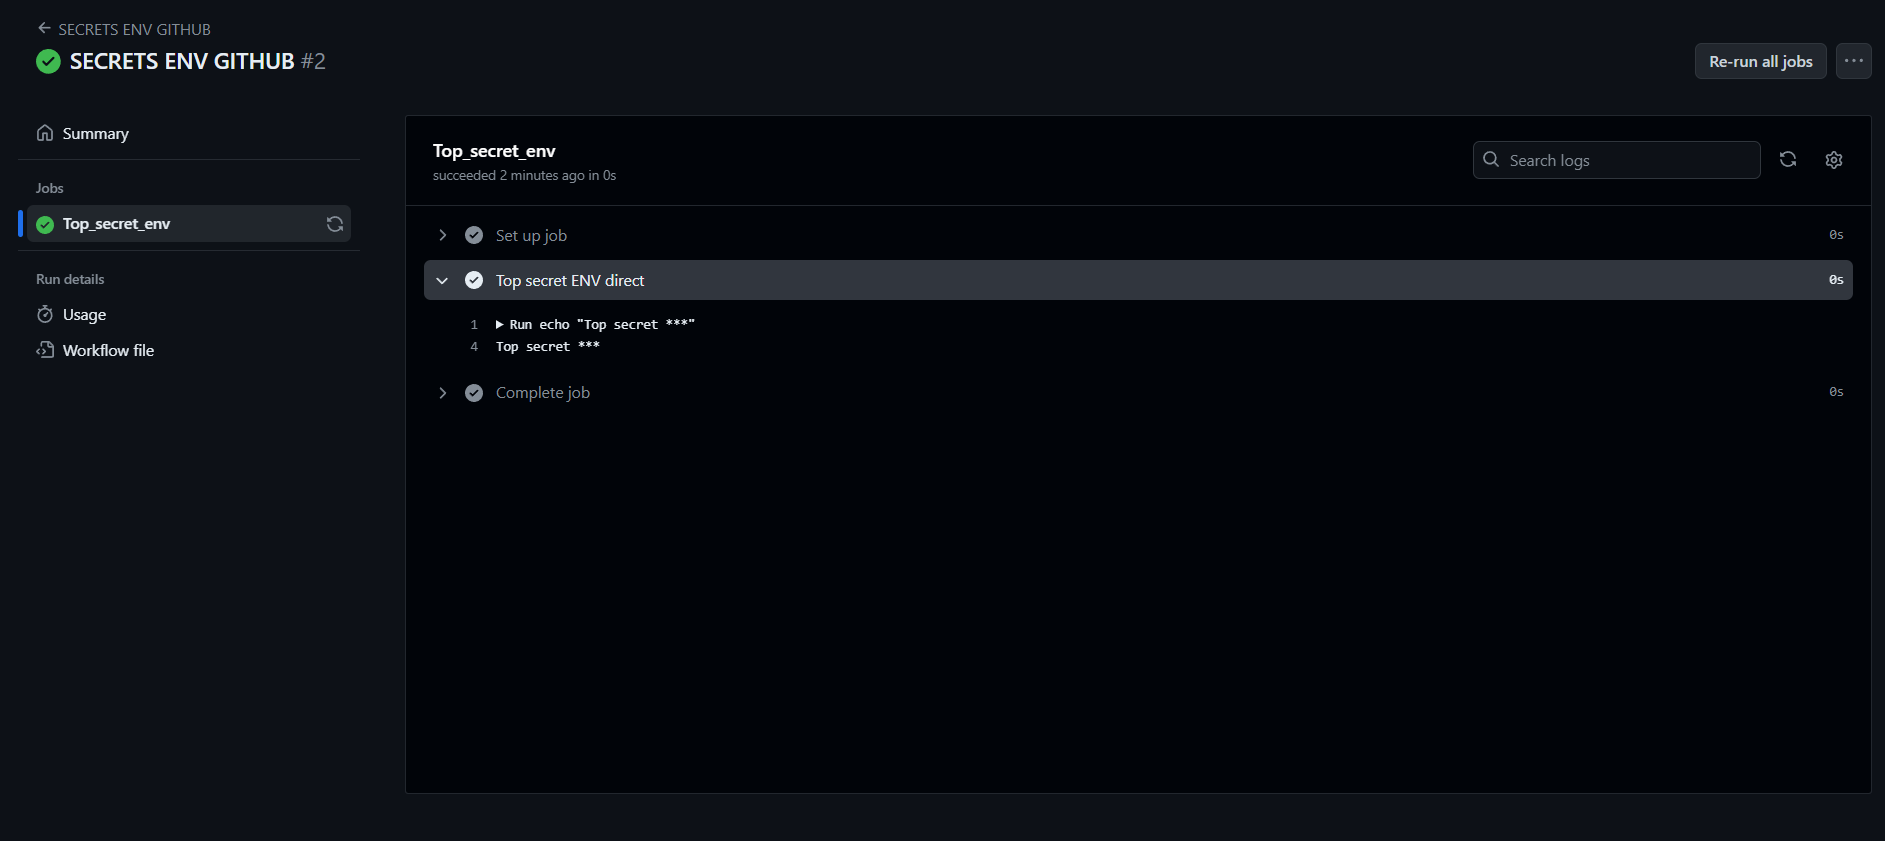 SECRETS ENV GITHUB
SECRETS ENV GITHUB #2
Re-run all jobs
Summary
Jobs
Top_secret_env
Run details
Usage
Workflow file
Top_secret_env
succeeded 2 minutes ago in 0s
Search logs
Set up job 0s
Top secret ENV direct 0s
1 Run echo "Top secret ***"
4 Top secret ***
Complete job 0s